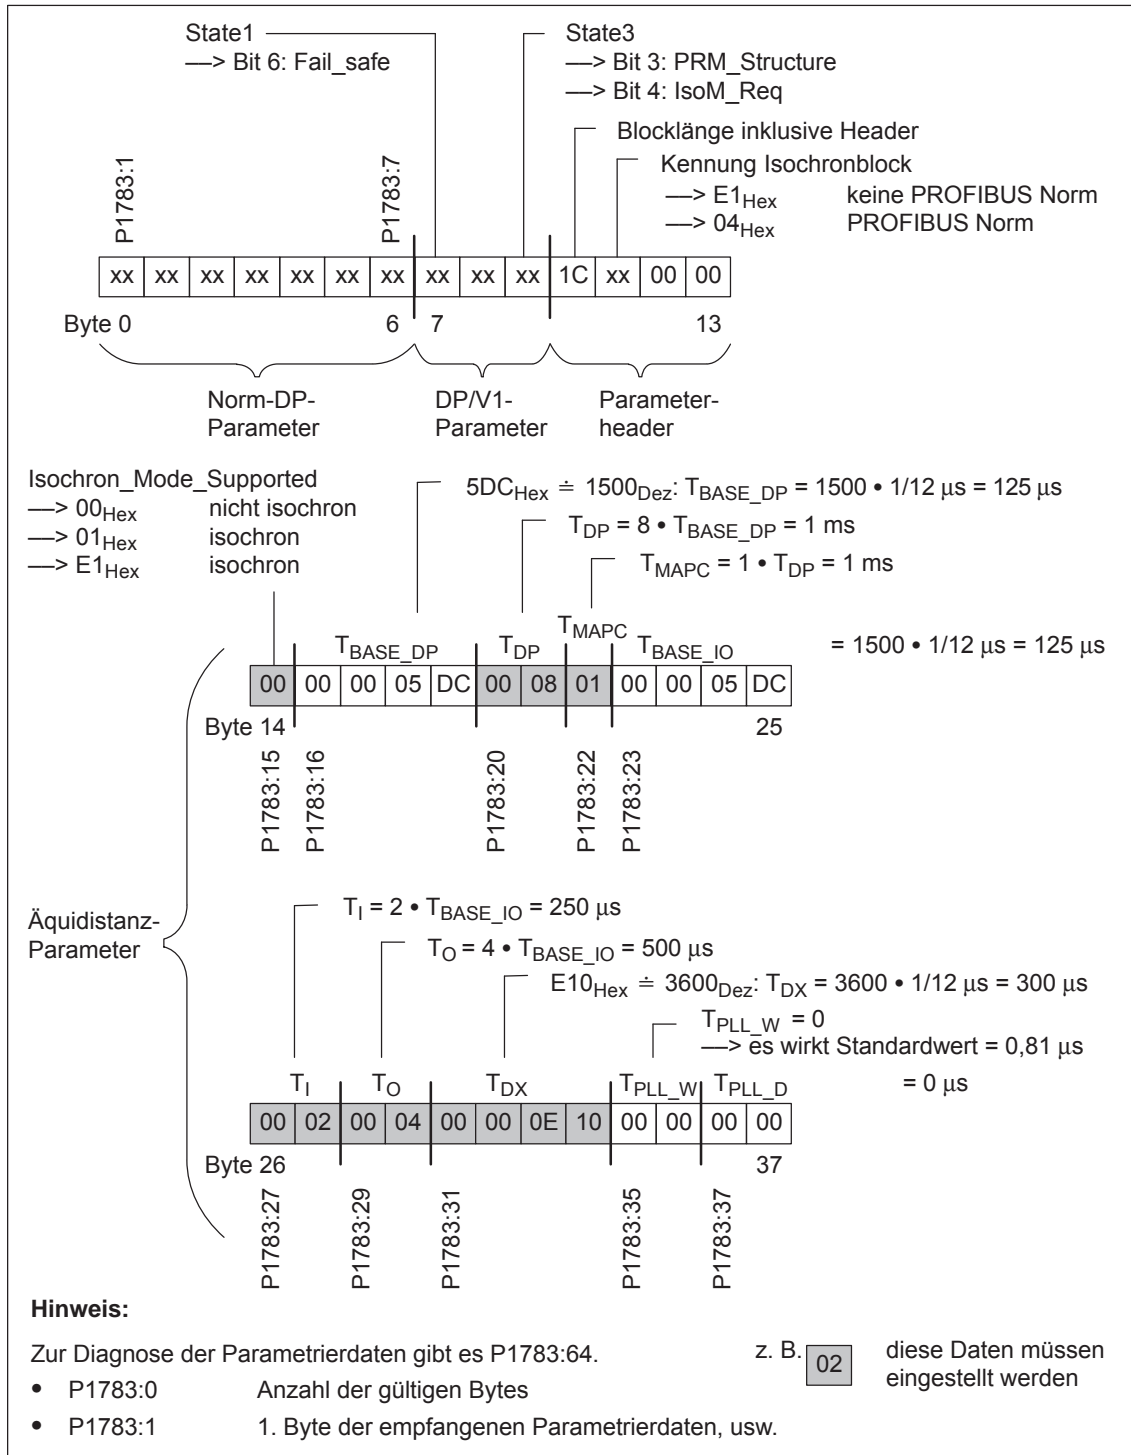 State1
—> Bit 6: Fail_safe
State3
—> Bit 3: PRM_Structure
—> Bit 4: IsoM_Req
Blocklänge inklusive Header
Kennung Isochronblock
—> E1Hex keine PROFIBUS Norm
—> 04Hex PROFIBUS Norm
P1783:1
P1783:7
xx xx xx xx xx xx xx xx xx xx 1C xx 00 00
Byte 0 6 7 13
Norm-DP-
Parameter
DP/V1-
Parameter
Parameter-
header
Isochron_Mode_Supported
—> 00Hex nicht isochron
—> 01Hex isochron
—> E1Hex isochron
5DCHex ≐ 1500Dez: TBASE_DP = 1500 • 1/12 μs = 125 μs
TDP = 8 • TBASE_DP = 1 ms
TMAPC = 1 • TDP = 1 ms
TBASE_DP TDP TMAPC TBASE_IO = 1500 • 1/12 μs = 125 μs
00 00 00 05 DC 00 08 01 00 00 05 DC
Byte 14 25
P1783:15
P1783:16
P1783:20
P1783:22
P1783:23
Äquidistanz-
Parameter
TI = 2 • TBASE_IO = 250 μs
TO = 4 • TBASE_IO = 500 μs
E10Hex ≐ 3600Dez: TDX = 3600 • 1/12 μs = 300 μs
TPLL_W = 0
—> es wirkt Standardwert = 0,81 μs
TI TO TDX TPLL_W TPLL_D = 0 μs
00 02 00 04 00 00 0E 10 00 00 00 00
Byte 26 37
P1783:27
P1783:29
P1783:31
P1783:35
P1783:37
Hinweis:
Zur Diagnose der Parametrierdaten gibt es P1783:64.
• P1783:0 Anzahl der gültigen Bytes
• P1783:1 1. Byte der empfangenen Parametrierdaten, usw.
z. B. 02 diese Daten müssen
eingestellt werden